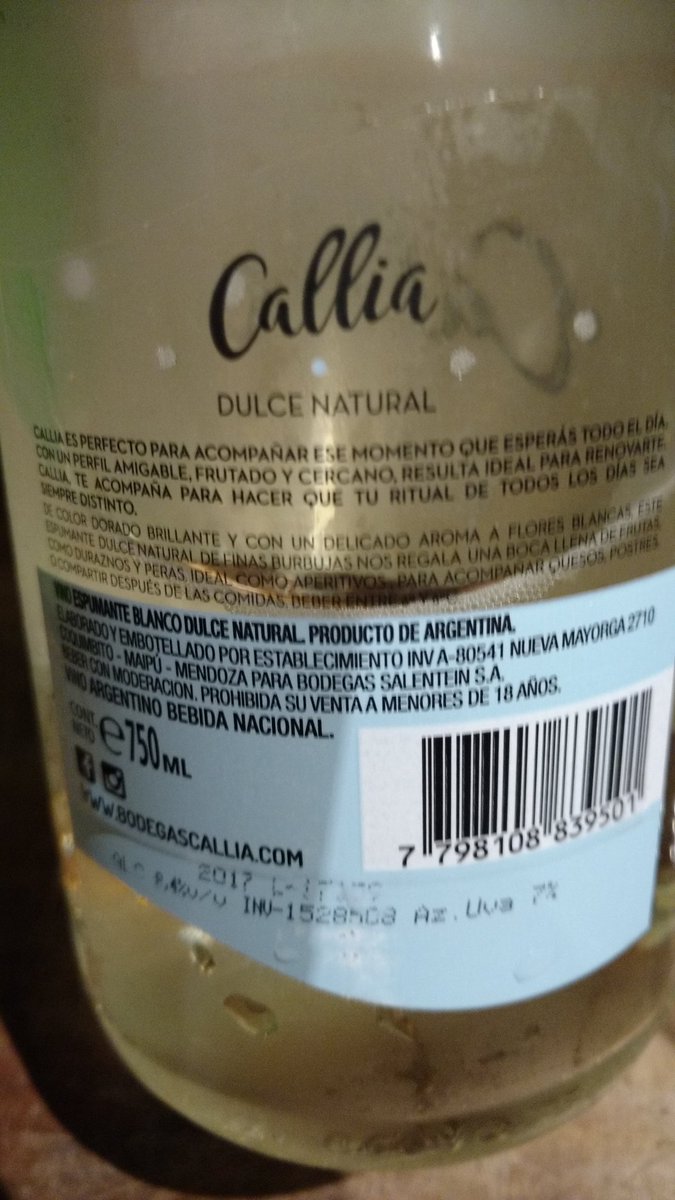 Callia
DULCE NATURAL
CALLIA ES PERFECTO PARA ACOMPAÑAR ESE MOMENTO QUE ESPERÁS TODO EL DÍA,
CON UN PERFIL AMIGABLE, FRUTADO Y CERCANO, RESULTA IDEAL PARA RENOVARTE.
CALLIA, TE ACOMPAÑA PARA HACER QUE TU RITUAL DE TODOS LOS DÍAS SEA
SIEMPRE DISTINTO.
DE COLOR DORADO BRILLANTE Y CON UN DELICADO AROMA A FLORES BLANCAS, ESTE
ESPUMANTE DULCE NATURAL DE FINAS BURBUJAS NOS REGALA UNA BOCA LLENA DE FRUTAS,
COMO DURAZNOS Y PERAS. IDEAL COMO APERITIVOS, PARA ACOMPAÑAR QUESOS, POSTRES
O COMPARTIR DESPUÉS DE LAS COMIDAS. BEBER ENTRE Y
VINO ESPUMANTE BLANCO DULCE NATURAL. PRODUCTO DE ARGENTINA.
ELABORADO Y EMBOTELLADO POR ESTABLECIMIENTO INV A-80541 NUEVA MAYORGA 2710
COQUIMBITO - MAIPÚ - MENDOZA PARA BODEGAS SALENTEIN S.A.
BEBER CON MODERACION. PROHIBIDA SU VENTA A MENORES DE 18 AÑOS.
VINO ARGENTINO BEBIDA NACIONAL.
CONT.
NETO e750ML
WWW.BODEGASCALLIA.COM
7 798108 839501
2017
Az.Uva 7%